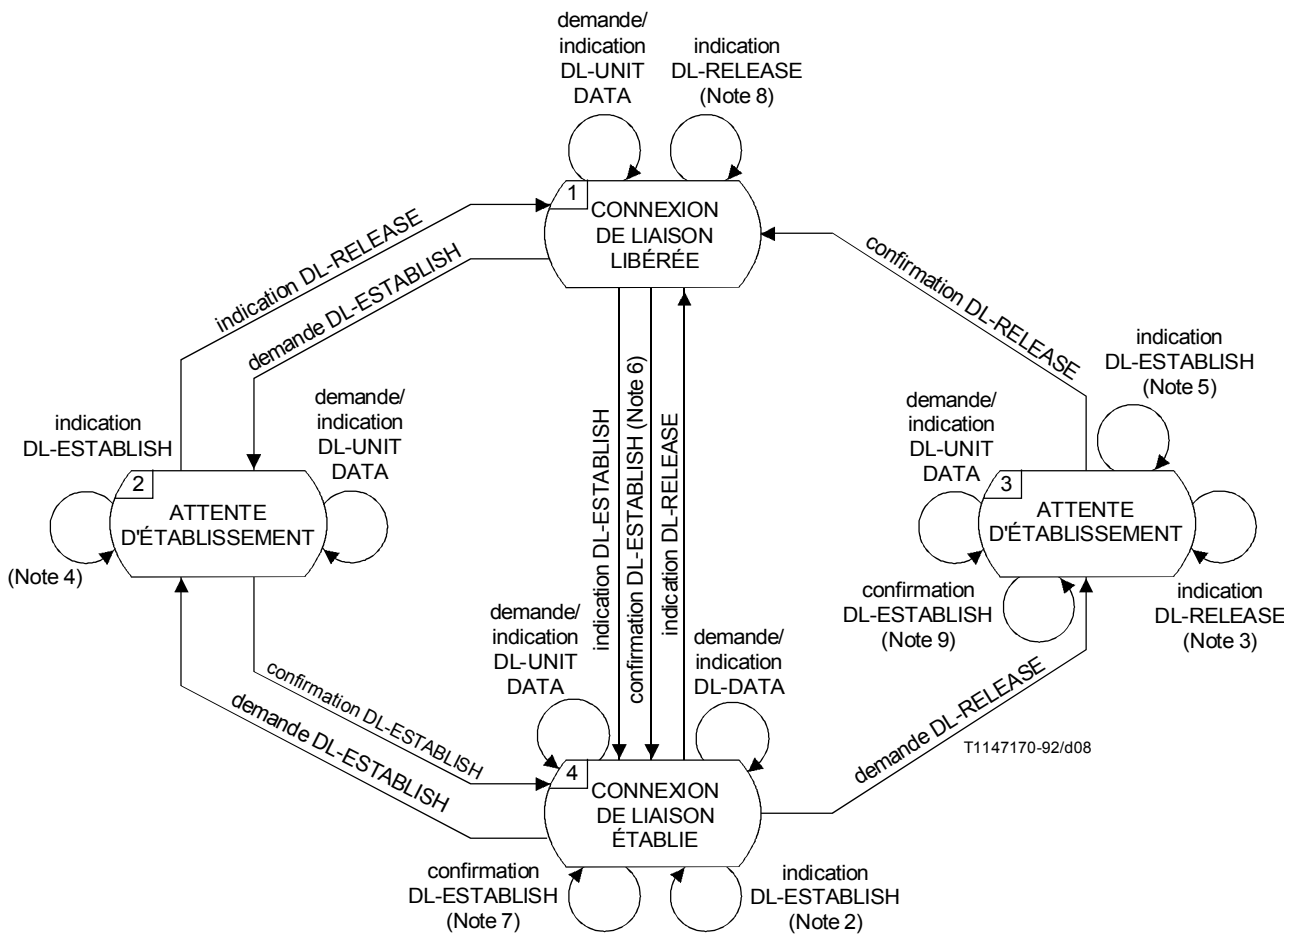 demande/
indication
DL-UNIT
DATA
indication
DL-RELEASE
(Note 8)
1
CONNEXION
DE LIAISON
LIBÉRÉE
indication DL-RELEASE
demande DL-ESTABLISH
confirmation DL-RELEASE
indication
DL-ESTABLISH
demande/
indication
DL-UNIT
DATA
2
ATTENTE
D'ÉTABLISSEMENT
(Note 4)
indication DL-ESTABLISH
confirmation DL-ESTABLISH (Note 6)
indication DL-RELEASE
demande/
indication
DL-UNIT
DATA
indication
DL-ESTABLISH
(Note 5)
3
ATTENTE
D'ÉTABLISSEMENT
confirmation
DL-ESTABLISH
(Note 9)
indication
DL-RELEASE
(Note 3)
confirmation DL-ESTABLISH
demande DL-ESTABLISH
demande/
indication
DL-UNIT
DATA
demande/
indication
DL-DATA
demande DL-RELEASE
T1147170-92/d08
4
CONNEXION
DE LIAISON
ÉTABLIE
confirmation
DL-ESTABLISH
(Note 7)
indication
DL-ESTABLISH
(Note 2)